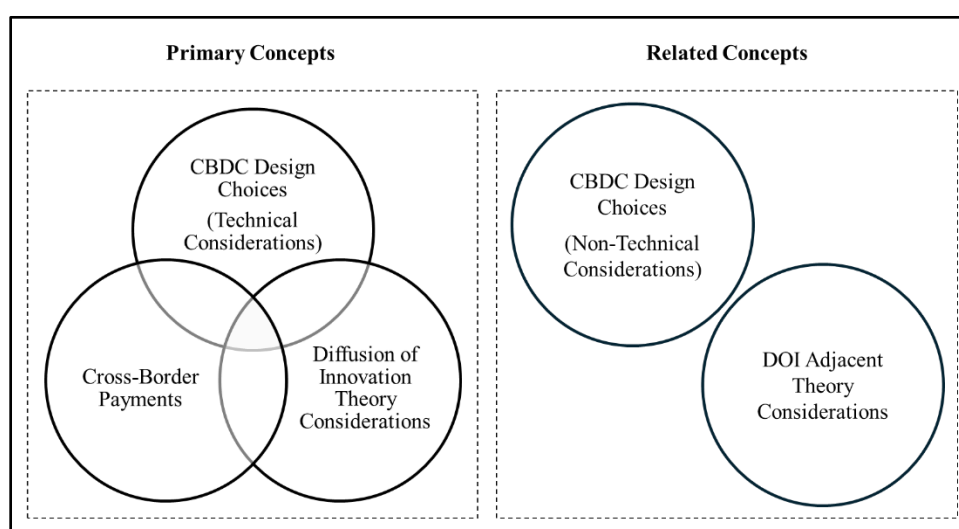 Primary Concepts
CBDC Design
Choices
(Technical
Considerations)
Cross-Border
Payments
Diffusion of
Innovation
Theory
Considerations
Related Concepts
CBDC Design
Choices
(Non-Technical
Considerations)
DOI Adjacent
Theory
Considerations